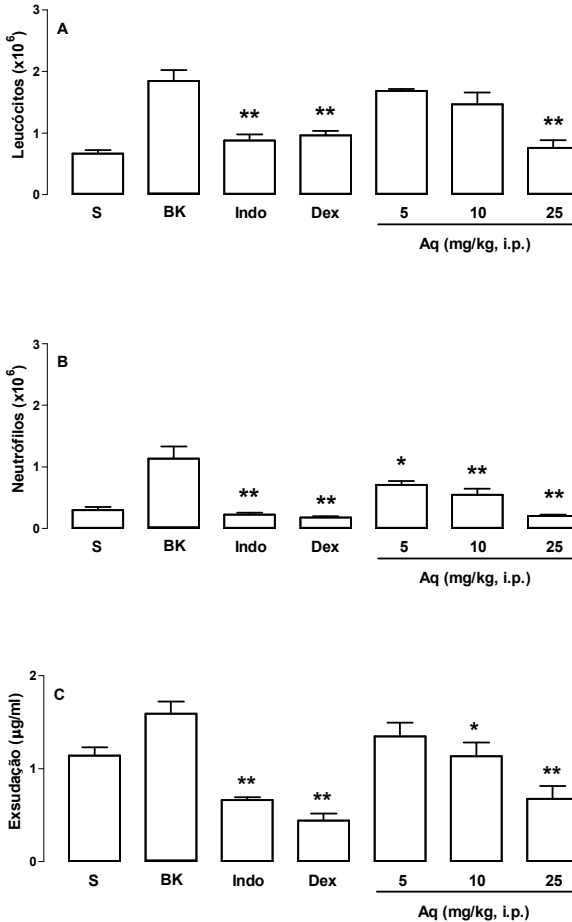 A
Leucócitos (x10⁶)
3
2
1
0
** ** **
S BK Indo Dex 5 10 25
Aq (mg/kg, i.p.)
B
Neutrófilos (x10⁶)
3
2
1
0
** ** * ** **
S BK Indo Dex 5 10 25
Aq (mg/kg, i.p.)
C
Exsudação (µg/ml)
2
1
0
** ** * **
S BK Indo Dex 5 10 25
Aq (mg/kg, i.p.)